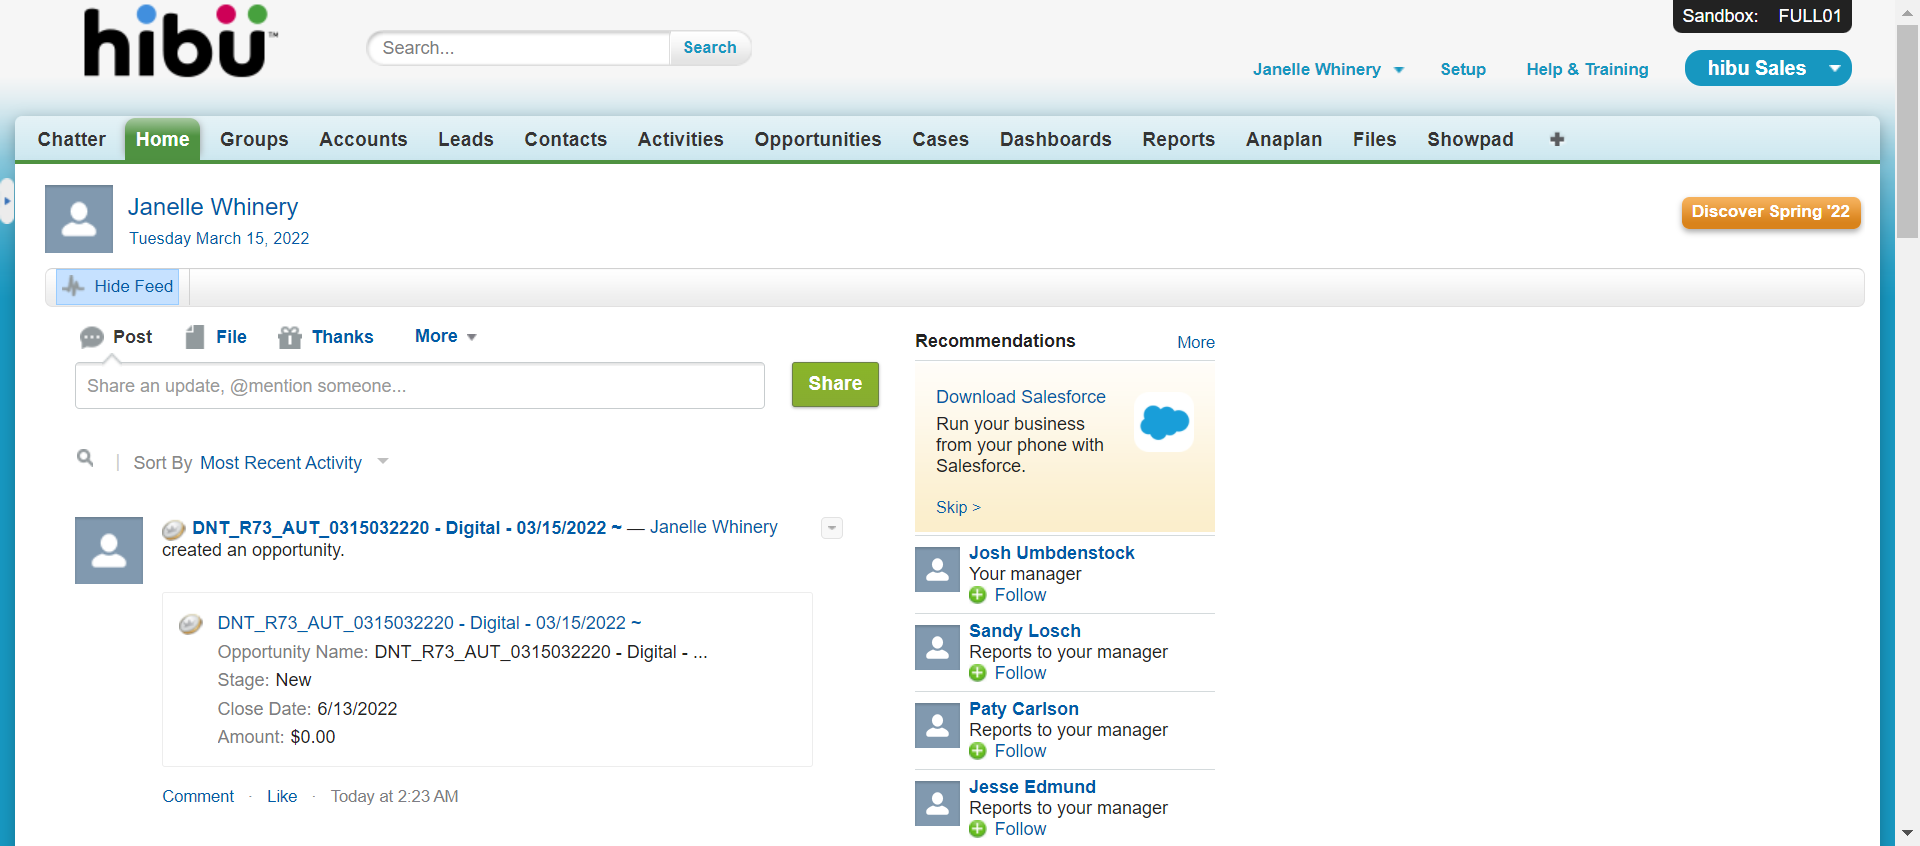 hibü™
Search...
Search
Sandbox: FULL01
Janelle Whinery
Setup
Help & Training
hibu Sales
Chatter
Home
Groups
Accounts
Leads
Contacts
Activities
Opportunities
Cases
Dashboards
Reports
Anaplan
Files
Showpad
Janelle Whinery
Tuesday March 15, 2022
Discover Spring '22
Hide Feed
Post
File
Thanks
More
Share an update, @mention someone...
Share
Sort By Most Recent Activity
DNT_R73_AUT_0315032220 - Digital - 03/15/2022 ~ — Janelle Whinery
created an opportunity.
DNT_R73_AUT_0315032220 - Digital - 03/15/2022 ~
Opportunity Name: DNT_R73_AUT_0315032220 - Digital - ...
Stage: New
Close Date: 6/13/2022
Amount: $0.00
Comment · Like · Today at 2:23 AM
Recommendations
More
Download Salesforce
Run your business
from your phone with
Salesforce.
Skip >
Josh Umbdenstock
Your manager
Follow
Sandy Losch
Reports to your manager
Follow
Paty Carlson
Reports to your manager
Follow
Jesse Edmund
Reports to your manager
Follow